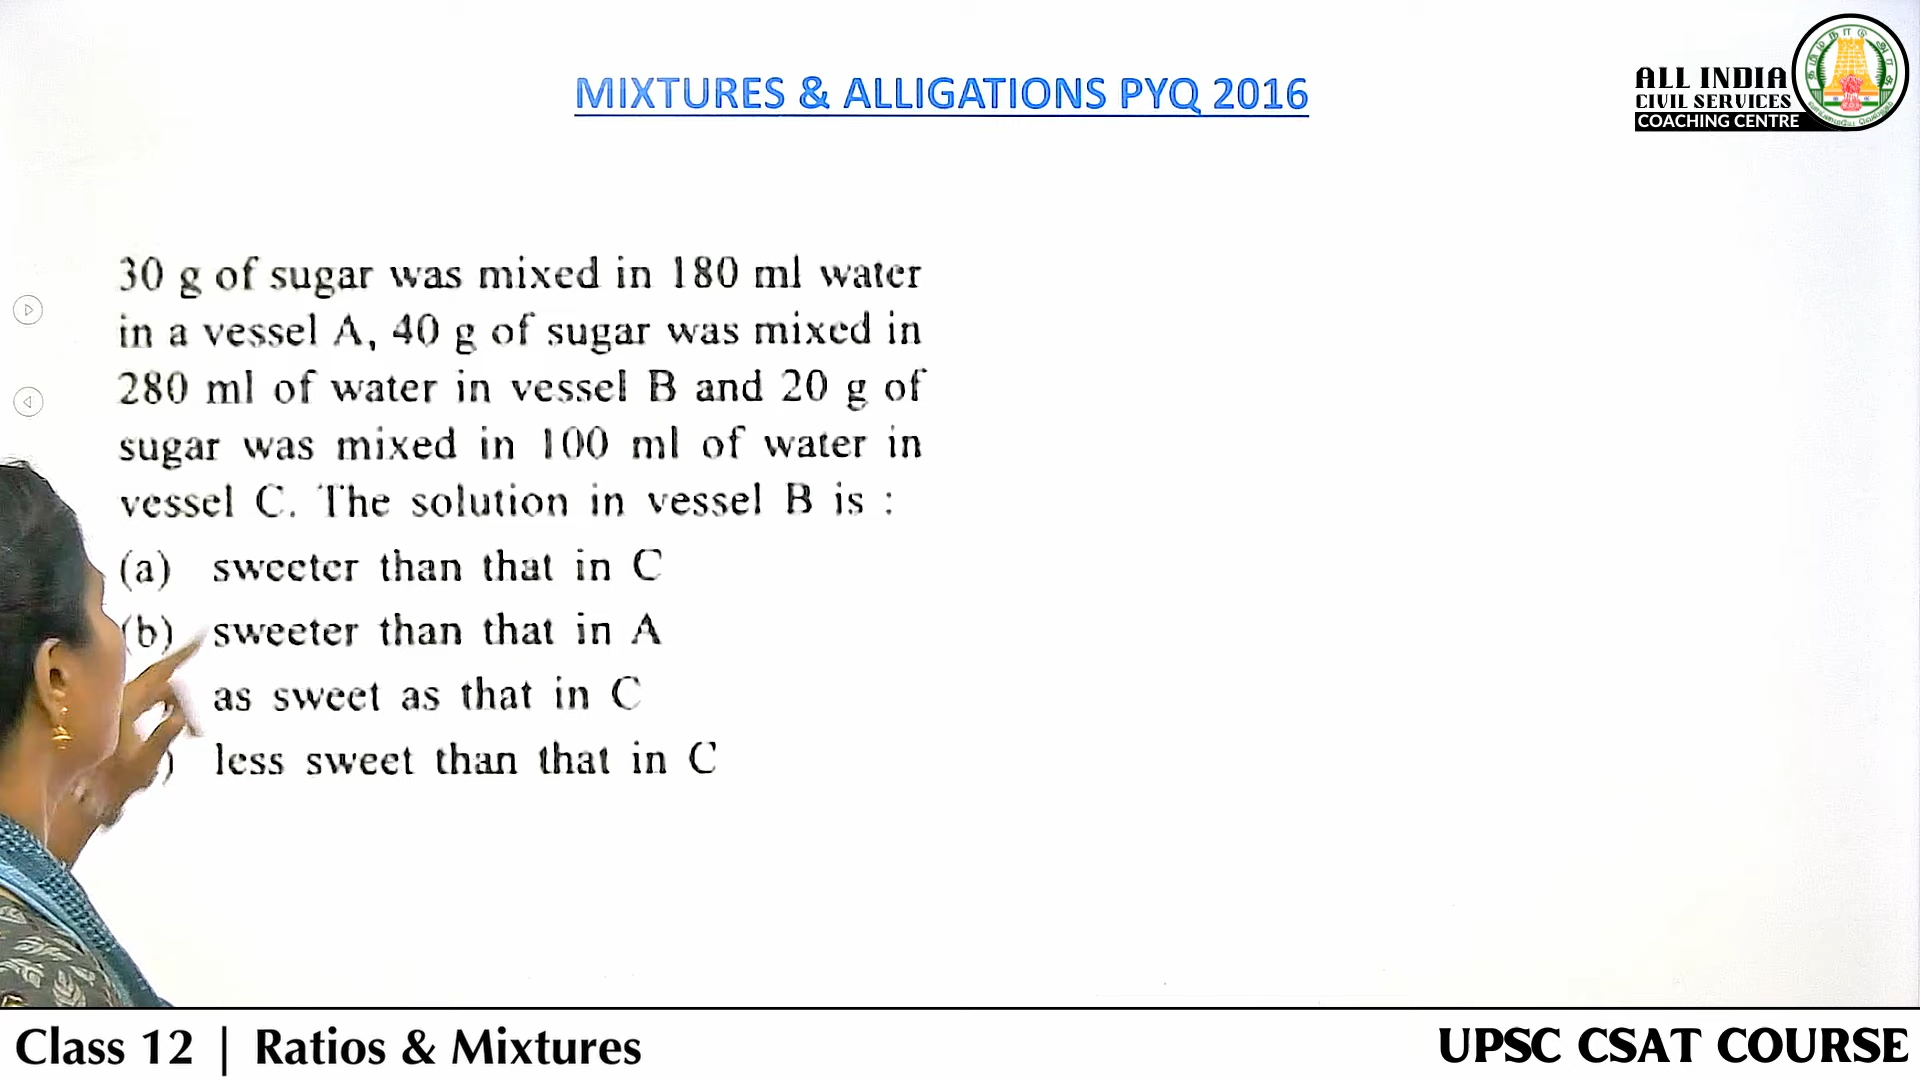 MIXTURES & ALLIGATIONS PYQ 2016
ALL INDIA
CIVIL SERVICES
COACHING CENTRE
30 g of sugar was mixed in 180 ml water
in a vessel A, 40 g of sugar was mixed in
280 ml of water in vessel B and 20 g of
sugar was mixed in 100 ml of water in
vessel C. The solution in vessel B is :
(a) sweeter than that in C
(b) sweeter than that in A
as sweet as that in C
) less sweet than that in C
Class 12 | Ratios & Mixtures
UPSC CSAT COURSE